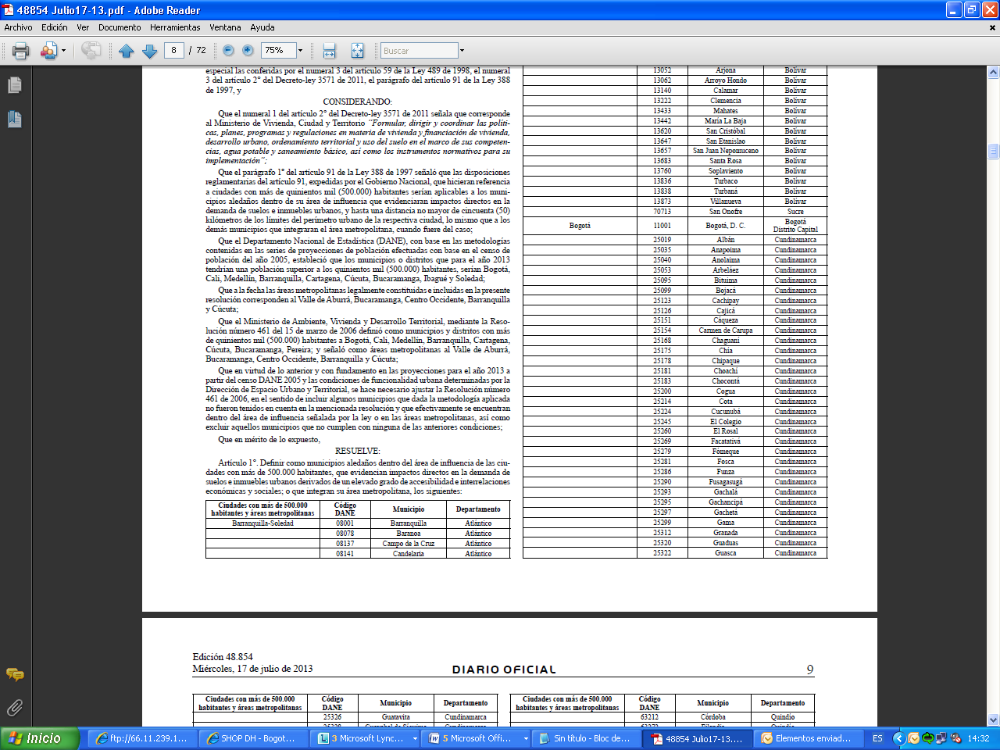 48854 Julio17-13.pdf - Adobe Reader
Archivo Edición Ver Documento Herramientas Ventana Ayuda
8 / 72 75% Buscar
especial las conferidas por el numeral 3 del artículo 59 de la Ley 489 de 1998, el numeral
3 del artículo 2° del Decreto-ley 3571 de 2011, el parágrafo del artículo 91 de la Ley 388
de 1997, y
CONSIDERANDO:
Que el numeral 1 del artículo 2° del Decreto-ley 3571 de 2011 señala que corresponde
al Ministerio de Vivienda, Ciudad y Territorio "Formular, dirigir y coordinar las políti-
cas, planes, programas y regulaciones en materia de vivienda y financiación de vivienda,
desarrollo urbano, ordenamiento territorial y uso del suelo en el marco de sus competen-
cias, agua potable y saneamiento básico, así como los instrumentos normativos para su
implementación";
Que el parágrafo 1° del artículo 91 de la Ley 388 de 1997 señaló que las disposiciones
reglamentarias del artículo 91, expedidas por el Gobierno Nacional, que hicieran referencia
a ciudades con más de quinientos mil (500.000) habitantes serían aplicables a los muni-
cipios aledaños dentro de su área de influencia que evidenciaran impactos directos en la
demanda de suelos e inmuebles urbanos, y hasta una distancia no mayor de cincuenta (50)
kilómetros de los límites del perímetro urbano de la respectiva ciudad, lo mismo que a los
demás municipios que integraran el área metropolitana, cuando fuere del caso;
Que el Departamento Nacional de Estadística (DANE), con base en las metodologías
contenidas en las series de proyecciones de población efectuadas con base en el censo de
población del año 2005, estableció que los municipios o distritos que para el año 2013
tendrían una población superior a los quinientos mil (500.000) habitantes, serían Bogotá,
Cali, Medellín, Barranquilla, Cartagena, Cúcuta, Bucaramanga, Ibagué y Soledad;
Que a la fecha las áreas metropolitanas legalmente constituidas e incluidas en la presente
resolución corresponden al Valle de Aburrá, Bucaramanga, Centro Occidente, Barranquilla
y Cúcuta;
Que el Ministerio de Ambiente, Vivienda y Desarrollo Territorial, mediante la Reso-
lución número 461 del 15 de marzo de 2006 definió como municipios y distritos con más
de quinientos mil (500.000) habitantes a Bogotá, Cali, Medellín, Barranquilla, Cartagena,
Cúcuta, Bucaramanga, Pereira; y señaló como áreas metropolitanas al Valle de Aburrá,
Bucaramanga, Centro Occidente, Barranquilla y Cúcuta;
Que en virtud de lo anterior y con fundamento en las proyecciones para el año 2013 a
partir del censo DANE 2005 y las condiciones de funcionalidad urbana determinadas por la
Dirección de Espacio Urbano y Territorial, se hace necesario ajustar la Resolución número
461 de 2006, en el sentido de incluir algunos municipios que dada la metodología aplicada
no fueron tenidos en cuenta en la mencionada resolución y que efectivamente se encuentran
dentro del área de influencia señalada por la ley o en las áreas metropolitanas, así como
excluir aquellos municipios que no cumplen con ninguna de las anteriores condiciones;
Que en mérito de lo expuesto,
RESUELVE:
Artículo 1°. Definir como municipios aledaños dentro del área de influencia de las ciu-
dades con más de 500.000 habitantes, que evidencian impactos directos en la demanda de
suelos e inmuebles urbanos derivados de un elevado grado de accesibilidad e interrelaciones
económicas y sociales; o que integran su área metropolitana, los siguientes:
Ciudades con más de 500.000 habitantes y áreas metropolitanas Código DANE Municipio Departamento
Barranquilla-Soledad 08001 Barranquilla Atlántico
08078 Baranoa Atlántico
08137 Campo de la Cruz Atlántico
08141 Candelaria Atlántico
13052 Arjona Bolívar
13062 Arroyo Hondo Bolívar
13140 Calamar Bolívar
13222 Clemencia Bolívar
13433 Mahates Bolívar
13442 María La Baja Bolívar
13620 San Cristóbal Bolívar
13647 San Estanislao Bolívar
13657 San Juan Nepomuceno Bolívar
13683 Santa Rosa Bolívar
13760 Soplaviento Bolívar
13836 Turbaco Bolívar
13838 Turbaná Bolívar
13873 Villanueva Bolívar
70713 San Onofre Sucre
Bogotá 11001 Bogotá, D. C. Bogotá Distrito Capital
25019 Albán Cundinamarca
25035 Anapoima Cundinamarca
25040 Anolaima Cundinamarca
25053 Arbeláez Cundinamarca
25095 Bituima Cundinamarca
25099 Bojacá Cundinamarca
25123 Cachipay Cundinamarca
25126 Cajicá Cundinamarca
25151 Cáqueza Cundinamarca
25154 Carmen de Carupa Cundinamarca
25168 Chaguaní Cundinamarca
25175 Chía Cundinamarca
25178 Chipaque Cundinamarca
25181 Choachí Cundinamarca
25183 Chocontá Cundinamarca
25200 Cogua Cundinamarca
25214 Cota Cundinamarca
25224 Cucunubá Cundinamarca
25245 El Colegio Cundinamarca
25260 El Rosal Cundinamarca
25269 Facatativá Cundinamarca
25279 Fómeque Cundinamarca
25281 Fosca Cundinamarca
25286 Funza Cundinamarca
25290 Fusagasugá Cundinamarca
25293 Gachalá Cundinamarca
25295 Gachancipá Cundinamarca
25297 Gachetá Cundinamarca
25299 Gama Cundinamarca
25312 Granada Cundinamarca
25320 Guaduas Cundinamarca
25322 Guasca Cundinamarca
Edición 48.854
Miércoles, 17 de julio de 2013 DIARIO OFICIAL 9
Ciudades con más de 500.000 habitantes y áreas metropolitanas Código DANE Municipio Departamento
25326 Guatavita Cundinamarca
Ciudades con más de 500.000 habitantes y áreas metropolitanas Código DANE Municipio Departamento
63212 Córdoba Quindío
Inicio ftp://66.11.239.1... SHOP DH - Bogot... 3 Microsoft Lync... 5 Microsoft Offi... Sin título - Bloc de... 48854 Julio17-13.... Elementos enviad... ES 14:32